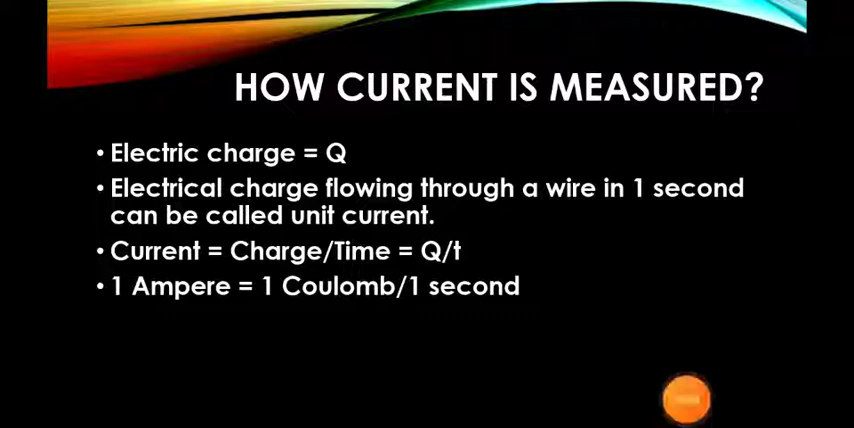 HOW CURRENT IS MEASURED?
• Electric charge = Q
• Electrical charge flowing through a wire in 1 second
can be called unit current.
• Current = Charge/Time = Q/t
• 1 Ampere = 1 Coulomb/1 second